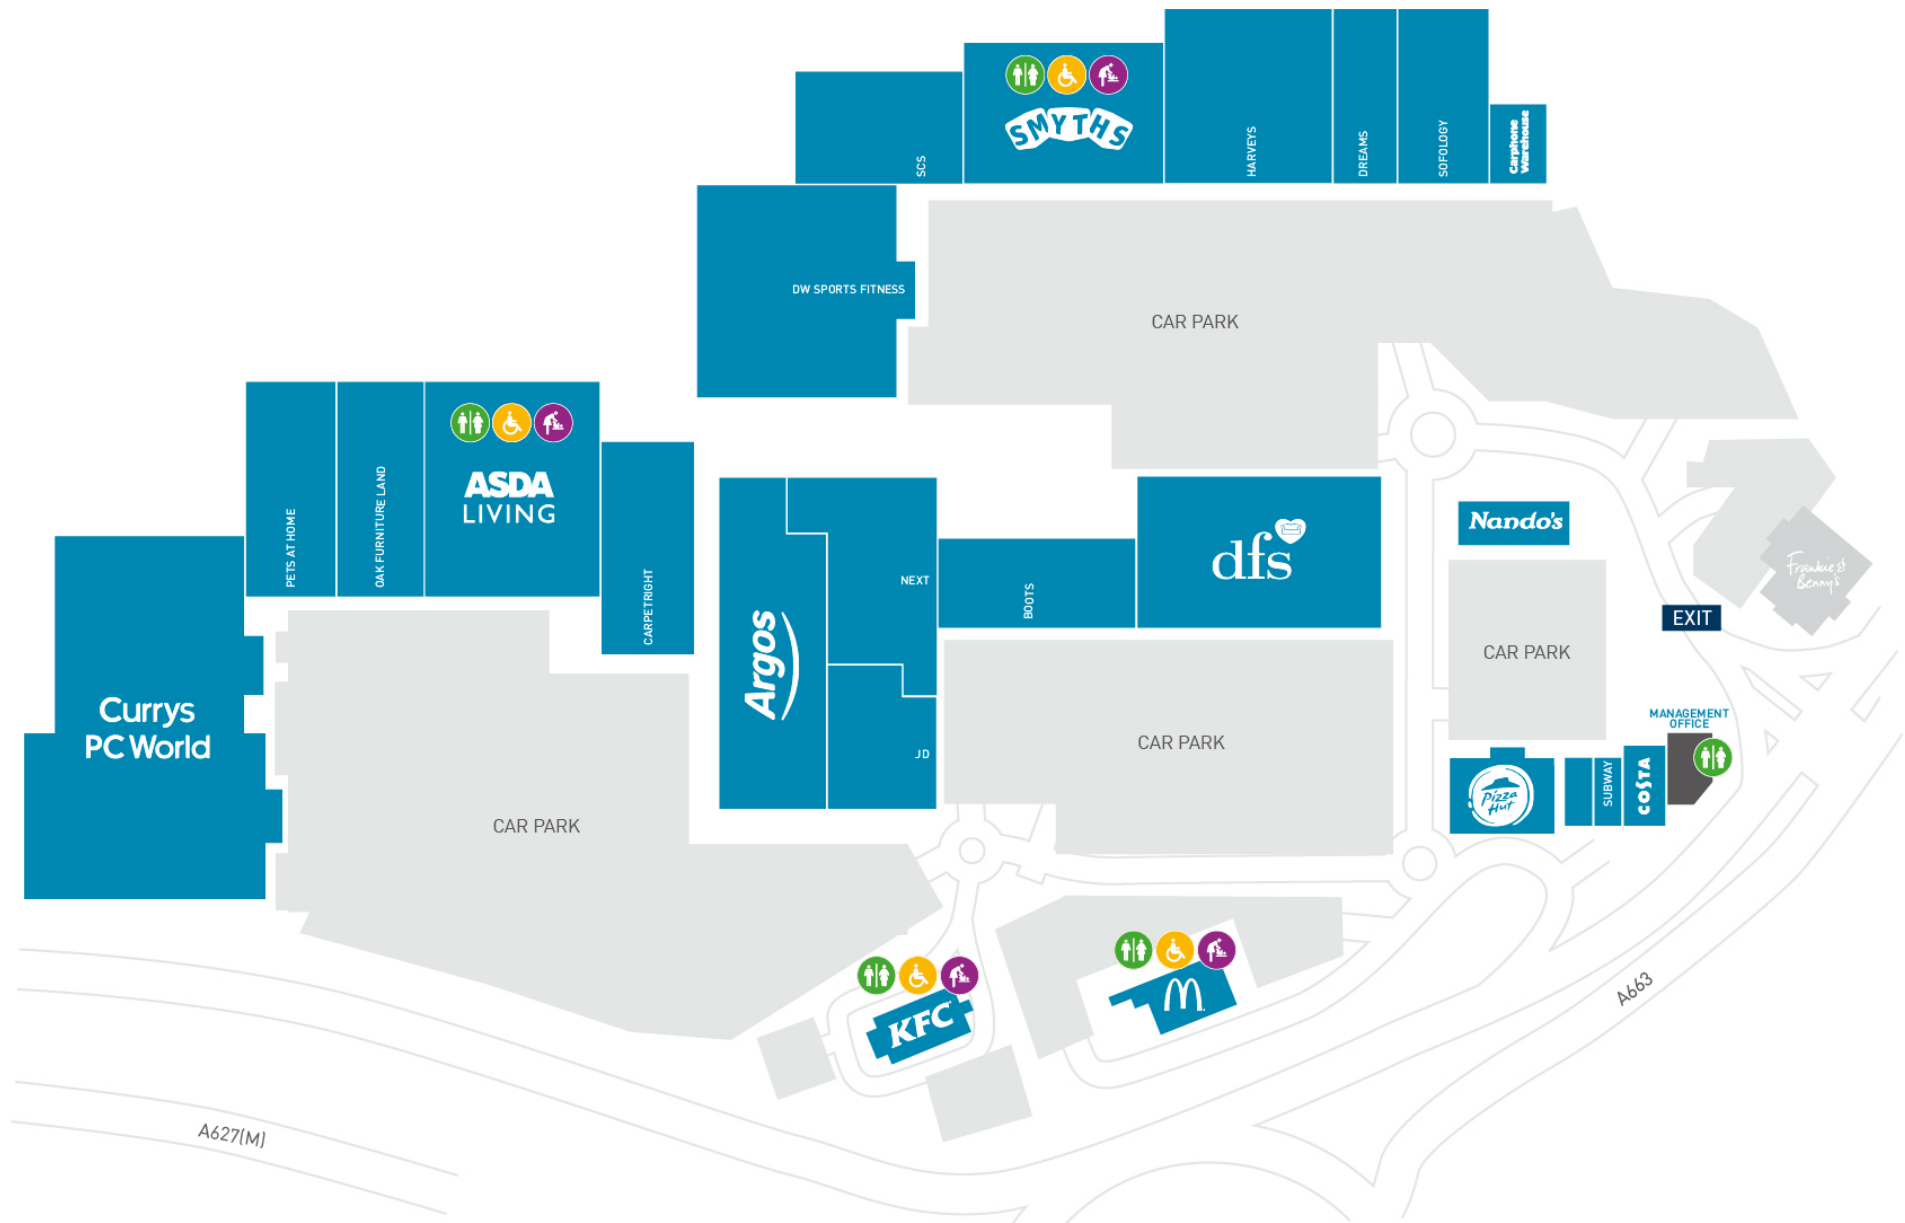 SCS
SMYTHS
HARVEYS
DREAMS
SOFOLOGY
Carphone
Warehouse
DW SPORTS FITNESS
CAR PARK
PETS AT HOME
OAK FURNITURE LAND
ASDA
LIVING
CARPETRIGHT
Argos
NEXT
JD
BOOTS
dfs
Nando's
Frankie &
Benny's
EXIT
CAR PARK
Currys
PC World
CAR PARK
CAR PARK
MANAGEMENT
OFFICE
Pizza
Hut
SUBWAY
COSTA
KFC
M
A663
A627(M)